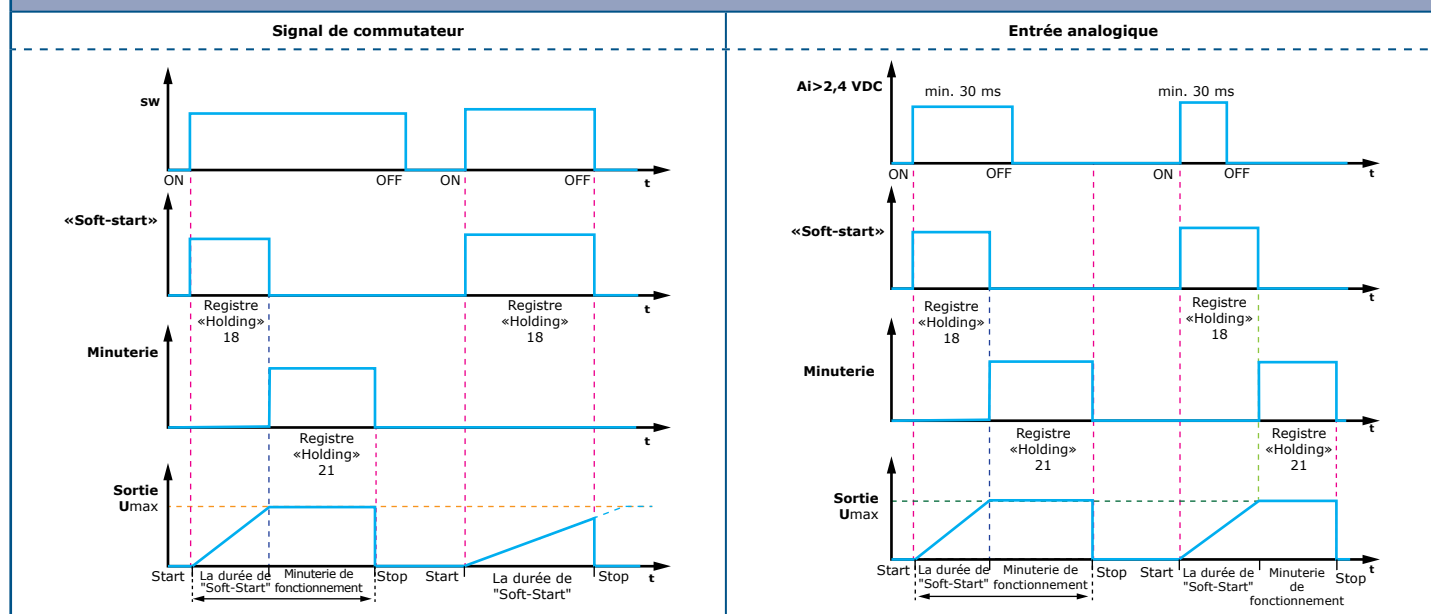 Signal de commutateur
sw
ON
OFF
ON
OFF
t
«Soft-start»
Registre
«Holding»
18
Registre
«Holding»
18
t
Minuterie
Registre
«Holding»
21
t
Sortie
Umax
Start
La durée de
"Soft-Start"
Minuterie de
fonctionnement
Stop
Start
La durée de
"Soft-Start"
Stop
t
Entrée analogique
Ai>2,4 VDC
min. 30 ms
min. 30 ms
ON
OFF
ON
OFF
t
«Soft-start»
Registre
«Holding»
18
Registre
«Holding»
18
t
Minuterie
Registre
«Holding»
21
Registre
«Holding»
21
t
Sortie
Umax
Start
La durée de
"Soft-Start"
Minuterie de
fonctionnement
Stop
Start
La durée de
"Soft-Start"
Minuterie
de
fonctionnement
Stop
t